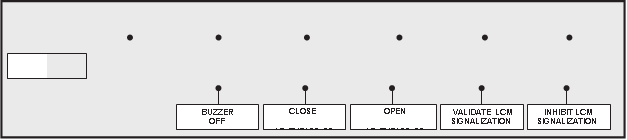 BUZZER
OFF
CLOSE
OPEN
VALIDATE LCM
SIGNALIZATION
INHIBIT LCM
SIGNALIZATION